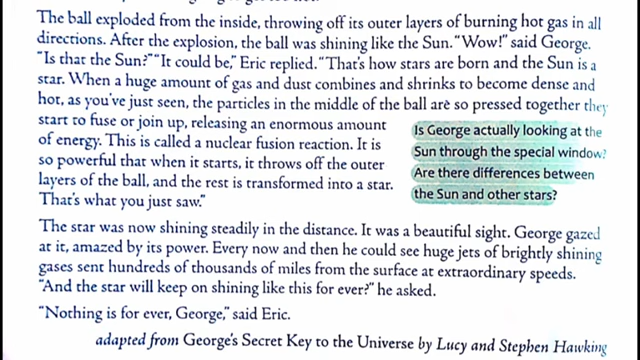 The ball exploded from the inside, throwing off its outer layers of burning hot gas in all
directions. After the explosion, the ball was shining like the Sun. “Wow!” said George.
“Is that the Sun?” “It could be,” Eric replied. “That’s how stars are born and the Sun is a
star. When a huge amount of gas and dust combines and shrinks to become dense and
hot, as you’ve just seen, the particles in the middle of the ball are so pressed together they
start to fuse or join up, releasing an enormous amount
of energy. This is called a nuclear fusion reaction. It is
so powerful that when it starts, it throws off the outer
layers of the ball, and the rest is transformed into a star.
That’s what you just saw.”
Is George actually looking at the
Sun through the special window?
Are there differences between
the Sun and other stars?
The star was now shining steadily in the distance. It was a beautiful sight. George gazed
at it, amazed by its power. Every now and then he could see huge jets of brightly shining
gases sent hundreds of thousands of miles from the surface at extraordinary speeds.
“And the star will keep on shining like this for ever?” he asked.
“Nothing is for ever, George,” said Eric.
adapted from George’s Secret Key to the Universe by Lucy and Stephen Hawking